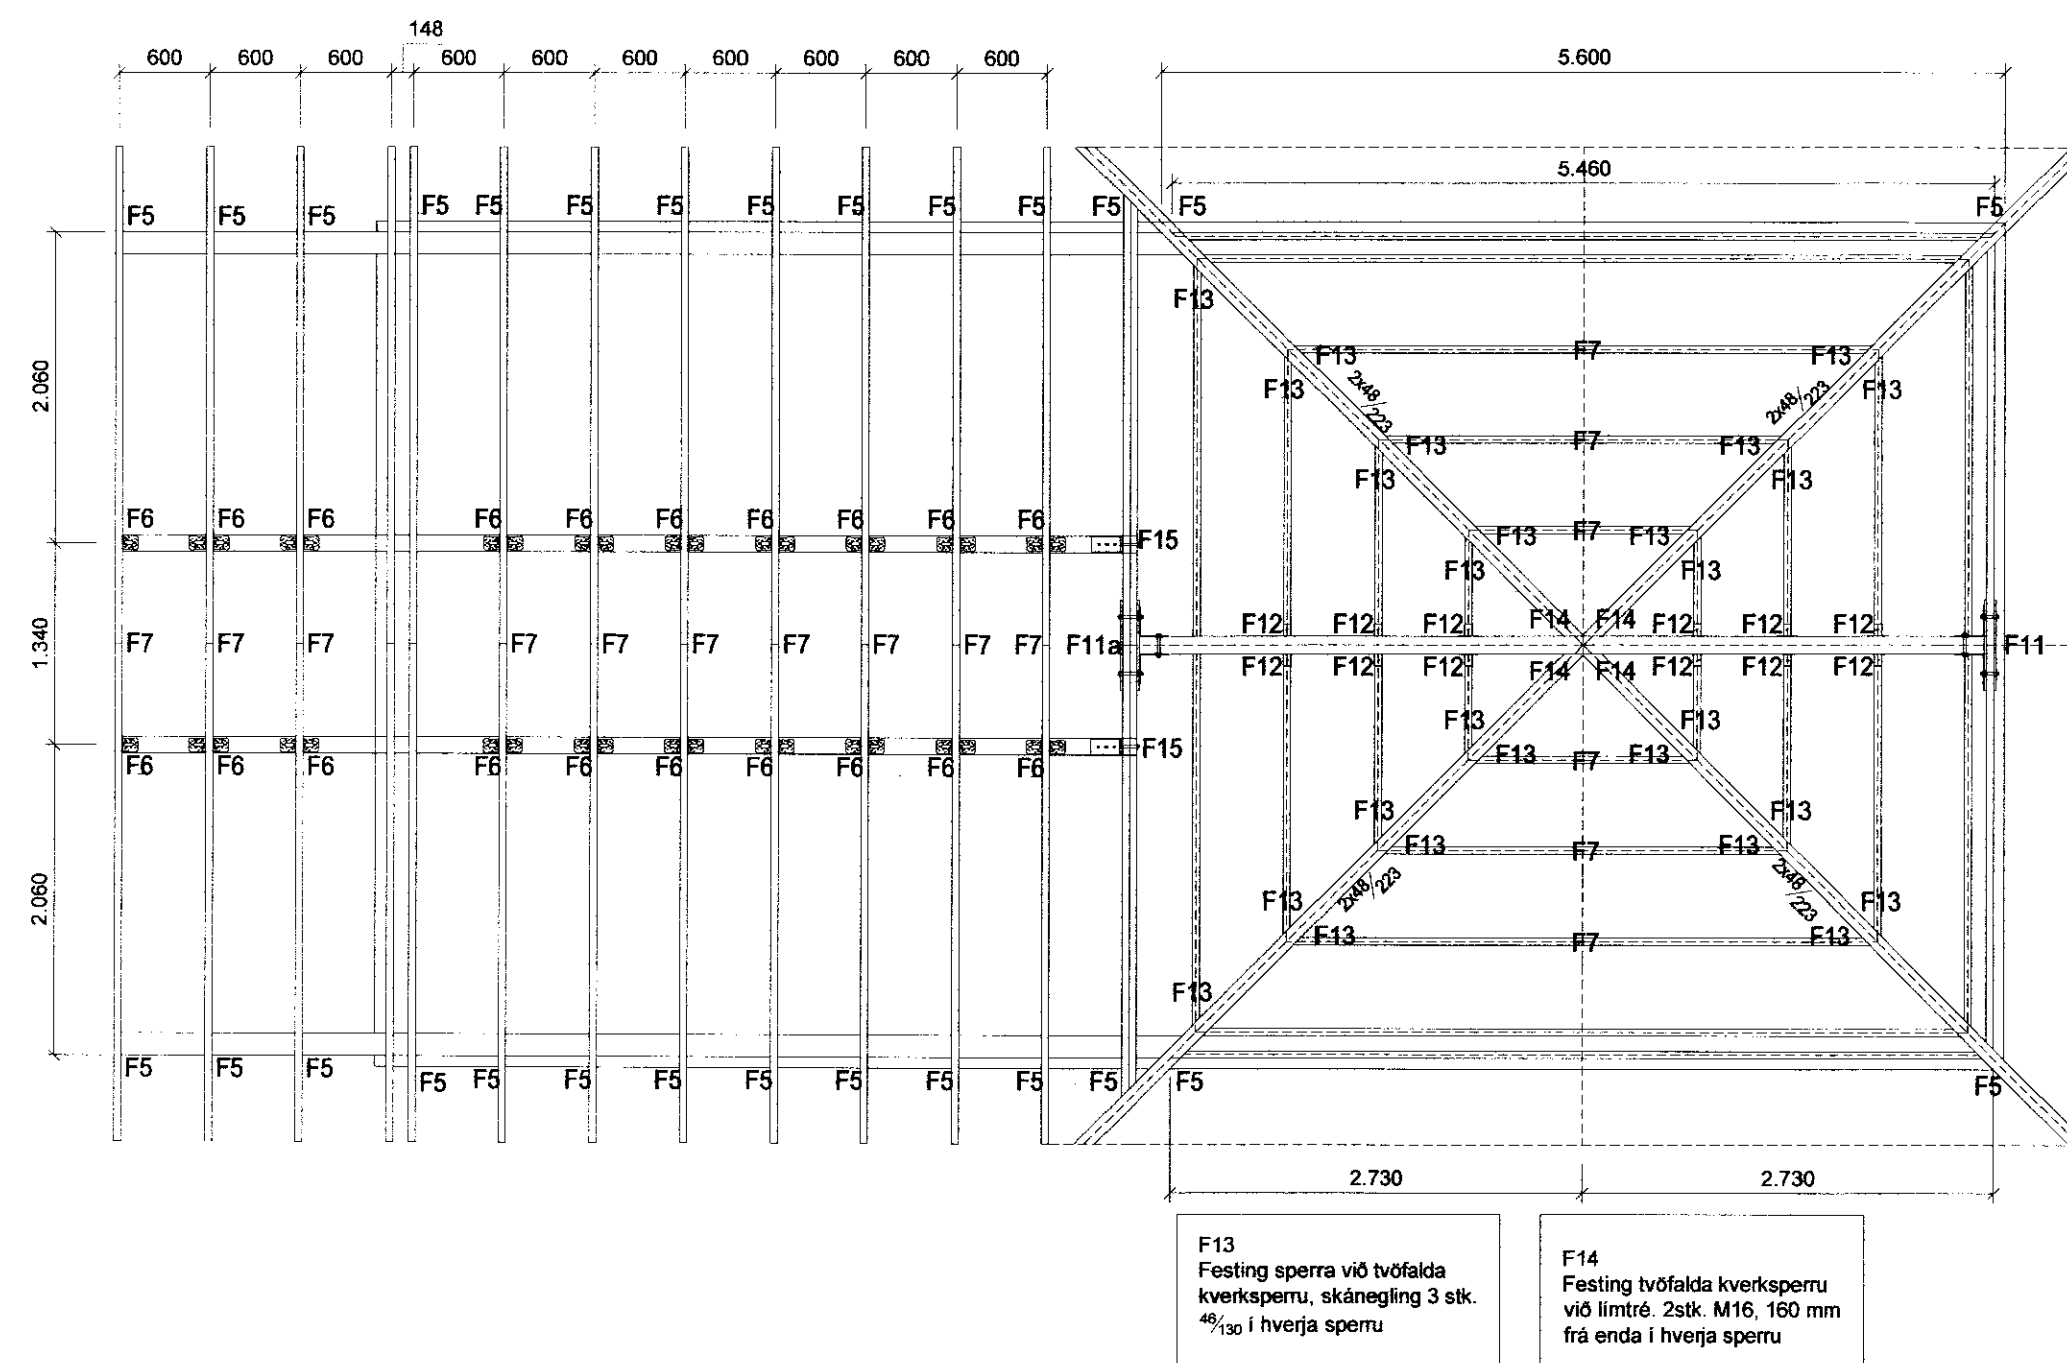 148
600 600 600 600 600 600 600 600 600 600 5.600
5.460
F5 F5 F5 F5 F5 F5 F5 F5 F5 F5 F5 F5 F5 F5
F13
2.060
F13 F7 F13
F13 F13
2x48/223 2x48/223
F13 F7 F13
F13 F13
F6 F6 F6 F6 F6 F6 F6 F6 F6 F6
F13 F7 F13
F15
F13 F13
F12 F12 F12 F14 F14 F12 F12 F12
1.340
F7 F7 F7 F7 F7 F7 F7 F7 F7 F7 F11a F11
F12 F12 F12 F14 F14 F12 F12 F12
F13 F13
F15
F6 F6 F6 F6 F6 F6 F6 F6 F6 F6
F13 F7 F13
F13 F13
F13 F7 F13
2x48/223 2x48/223
2.060
F13 F13
F13 F7 F13
F13
F5 F5 F5 F5 F5 F5 F5 F5 F5 F5 F5 F5 F5 F5
2.730 2.730
F13
Festing sperra við tvöfalda
kverksperru, skánegling 3 stk.
46/130 í hverja sperru
F14
Festing tvöfalda kverksperru
við límtré. 2stk. M16, 160 mm
frá enda í hverja sperru